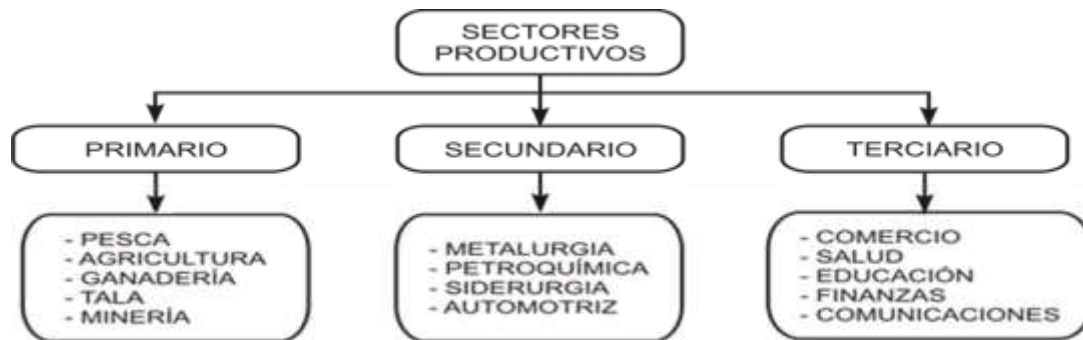 SECTORES
PRODUCTIVOS
PRIMARIO
SECUNDARIO
TERCIARIO
- PESCA
- AGRICULTURA
- GANADERÍA
- TALA
- MINERÍA
- METALURGIA
- PETROQUÍMICA
- SIDERURGIA
- AUTOMOTRIZ
- COMERCIO
- SALUD
- EDUCACIÓN
- FINANZAS
- COMUNICACIONES